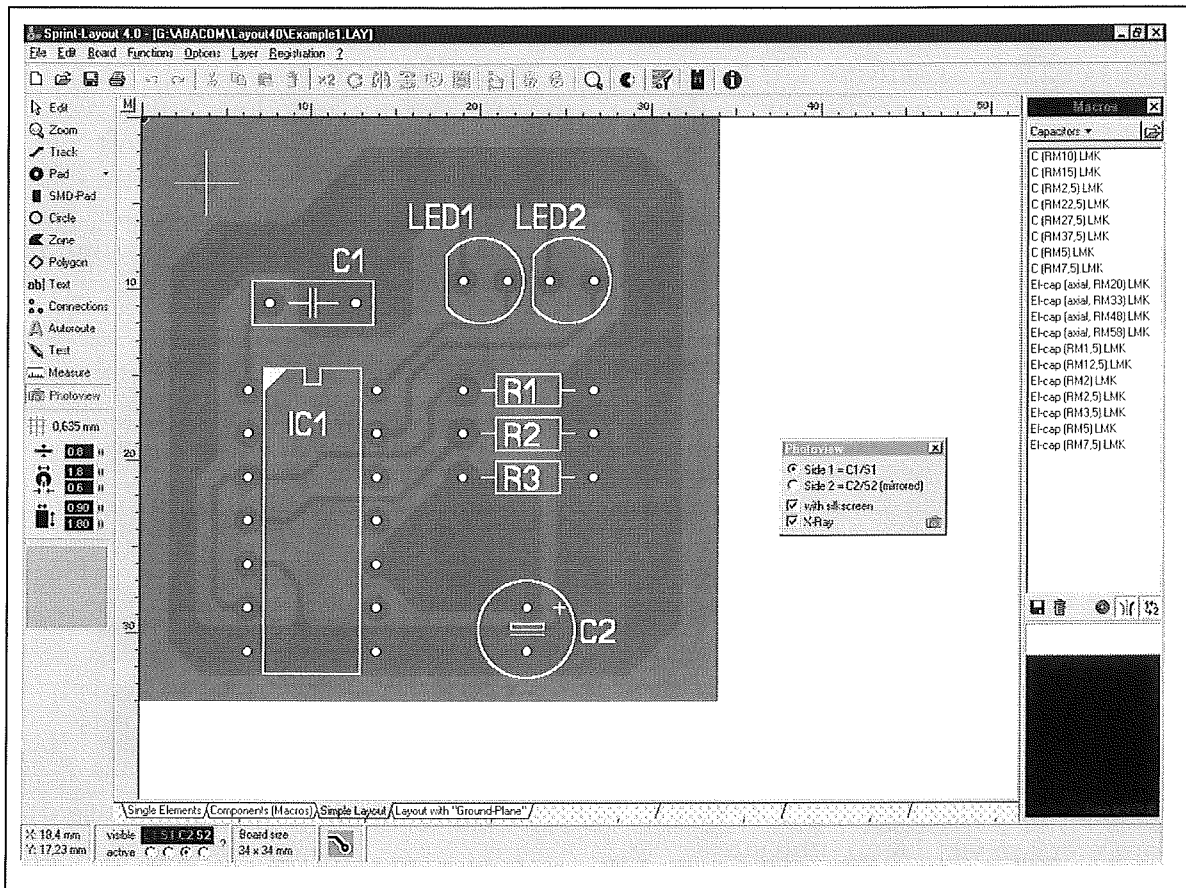 Sprint-Layout 4.0 - [G:\ABACOM\Layout40\Example1.LAY]
File Edit Board Functions Options Layer Registration ?
×2
Edit
Zoom
Track
Pad
SMD-Pad
Circle
Zone
Polygon
ab| Text
Connections
Autoroute
Test
Measure
Photoview
0,635 mm
0.8
1.8
0.6
0.90
1.80
M
10
20
30
40
50
10
20
30
LED1 LED2
C1
IC1
R1
R2
R3
C2
Photoview
Side 1 = C1/S1
Side 2 = C2/S2 (mirrored)
with silkscreen
X-Ray
Macros
Capacitors
C (RM10).LMK
C (RM15).LMK
C (RM2,5).LMK
C (RM22,5).LMK
C (RM27,5).LMK
C (RM37,5).LMK
C (RM5).LMK
C (RM7,5).LMK
El-cap (axial, RM20).LMK
El-cap (axial, RM33).LMK
El-cap (axial, RM48).LMK
El-cap (axial, RM58).LMK
El-cap (RM1,5).LMK
El-cap (RM12,5).LMK
El-cap (RM2).LMK
El-cap (RM2,5).LMK
El-cap (RM3,5).LMK
El-cap (RM5).LMK
El-cap (RM7,5).LMK
Single Elements Components (Macros) Simple Layout Layout with "Ground-Plane"
X: 18,4 mm
Y: 17,23 mm
visible S1 C2 S2 ?
active
Board size
34 x 34 mm